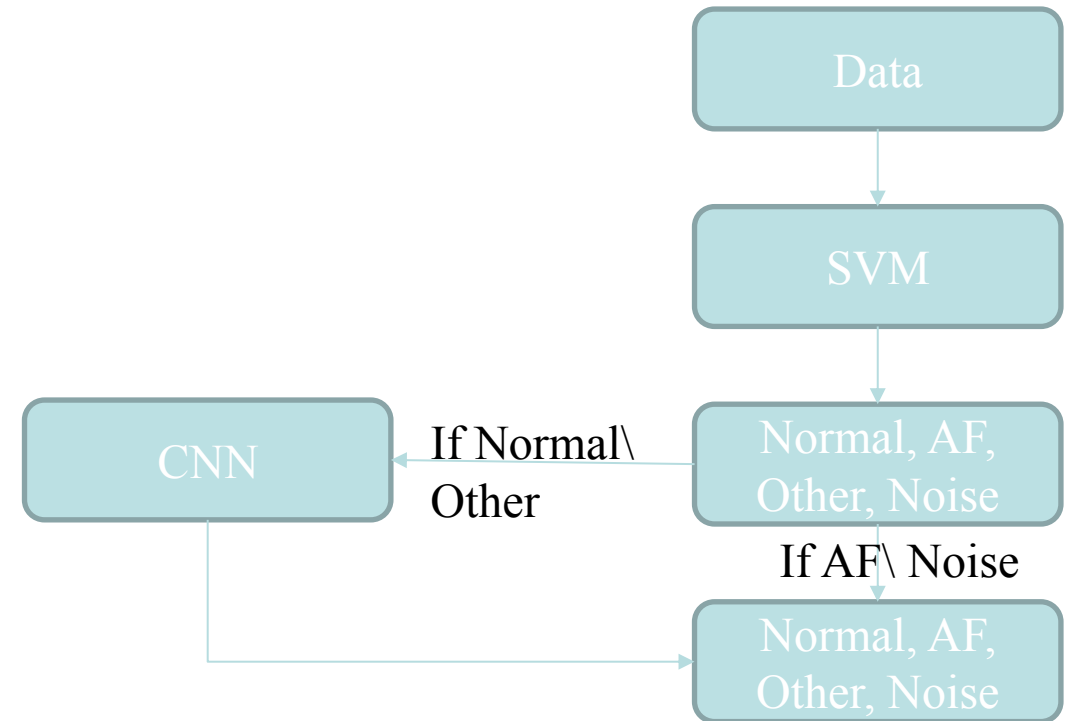 Data
SVM
CNN
If Normal\
Other
Normal, AF,
Other, Noise
If AF\ Noise
Normal, AF,
Other, Noise